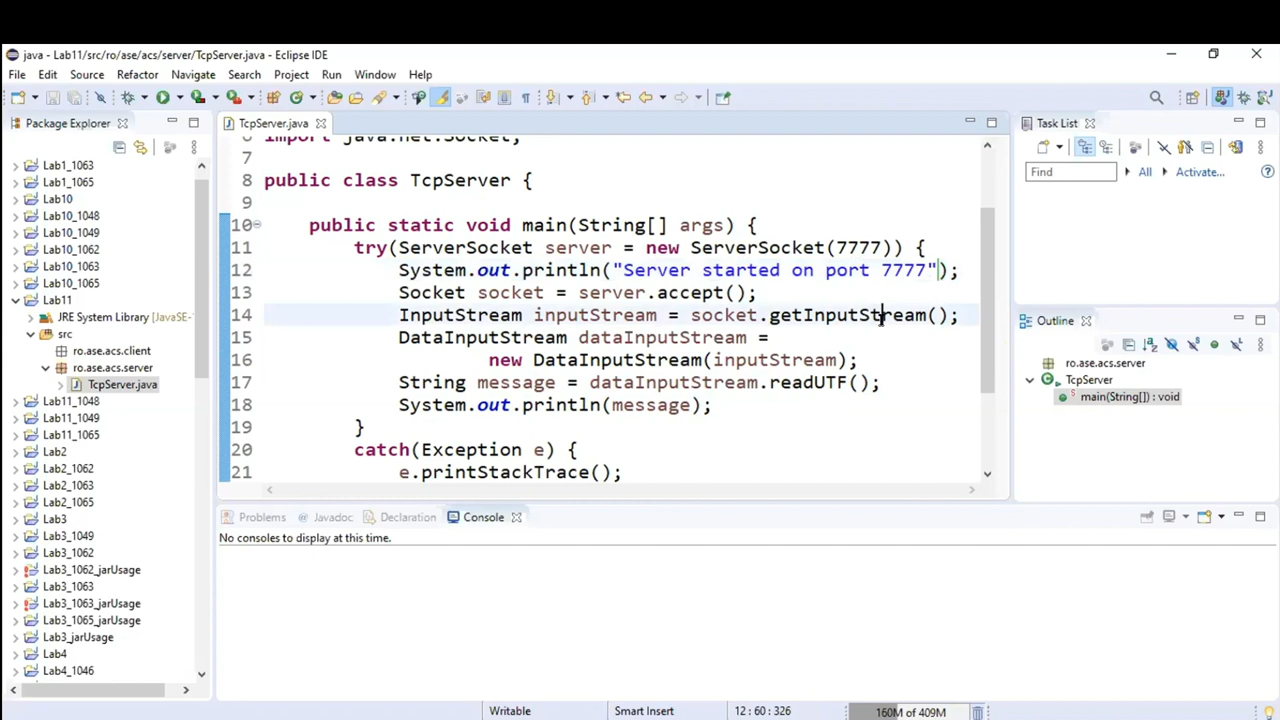 java - Lab11/src/ro/ase/acs/server/TcpServer.java - Eclipse IDE
File Edit Source Refactor Navigate Search Project Run Window Help
Package Explorer
Lab1_1063
Lab1_1065
Lab10
Lab10_1048
Lab10_1049
Lab10_1062
Lab10_1063
Lab10_1065
Lab11
JRE System Library [JavaSE-
src
ro.ase.acs.client
ro.ase.acs.server
TcpServer.java
Lab11_1048
Lab11_1049
Lab11_1065
Lab2
Lab2_1062
Lab2_1063
Lab2_1065
Lab3
Lab3_1049
Lab3_1062
Lab3_1062_jarUsage
Lab3_1063
Lab3_1063_jarUsage
Lab3_jarUsage
Lab4
Lab4_1046
TcpServer.java
6 import java.net.Socket;
7
8 public class TcpServer {
9
10 public static void main(String[] args) {
11 try(ServerSocket server = new ServerSocket(7777)) {
12 System.out.println("Server started on port 7777");
13 Socket socket = server.accept();
14 InputStream inputStream = socket.getInputStream();
15 DataInputStream dataInputStream =
16 new DataInputStream(inputStream);
17 String message = dataInputStream.readUTF();
18 System.out.println(message);
19 }
20 catch(Exception e) {
21 e.printStackTrace();
Task List
Find All Activate...
Outline
ro.ase.acs.server
TcpServer
main(String[]) : void
Problems Javadoc Declaration Console
No consoles to display at this time.
Writable Smart Insert 12 : 60 : 326 160M of 409M